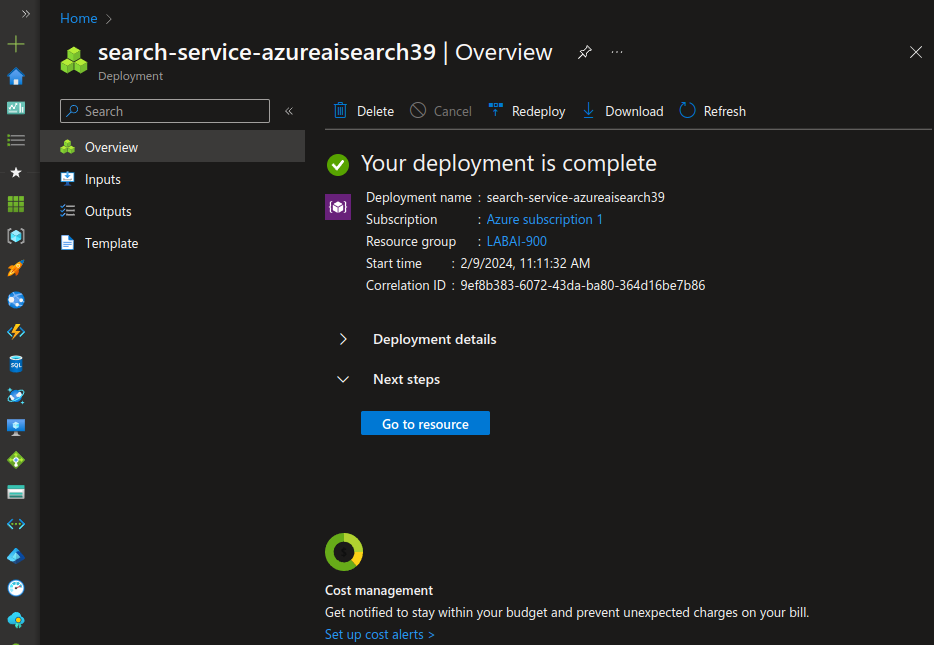 Home
search-service-azureaisearch39 | Overview
Deployment
Search
Overview
Inputs
Outputs
Template
Delete
Cancel
Redeploy
Download
Refresh
Your deployment is complete
Deployment name : search-service-azureaisearch39
Subscription : Azure subscription 1
Resource group : LABAI-900
Start time : 2/9/2024, 11:11:32 AM
Correlation ID : 9ef8b383-6072-43da-ba80-364d16be7b86
Deployment details
Next steps
Go to resource
Cost management
Get notified to stay within your budget and prevent unexpected charges on your bill.
Set up cost alerts >
SQL